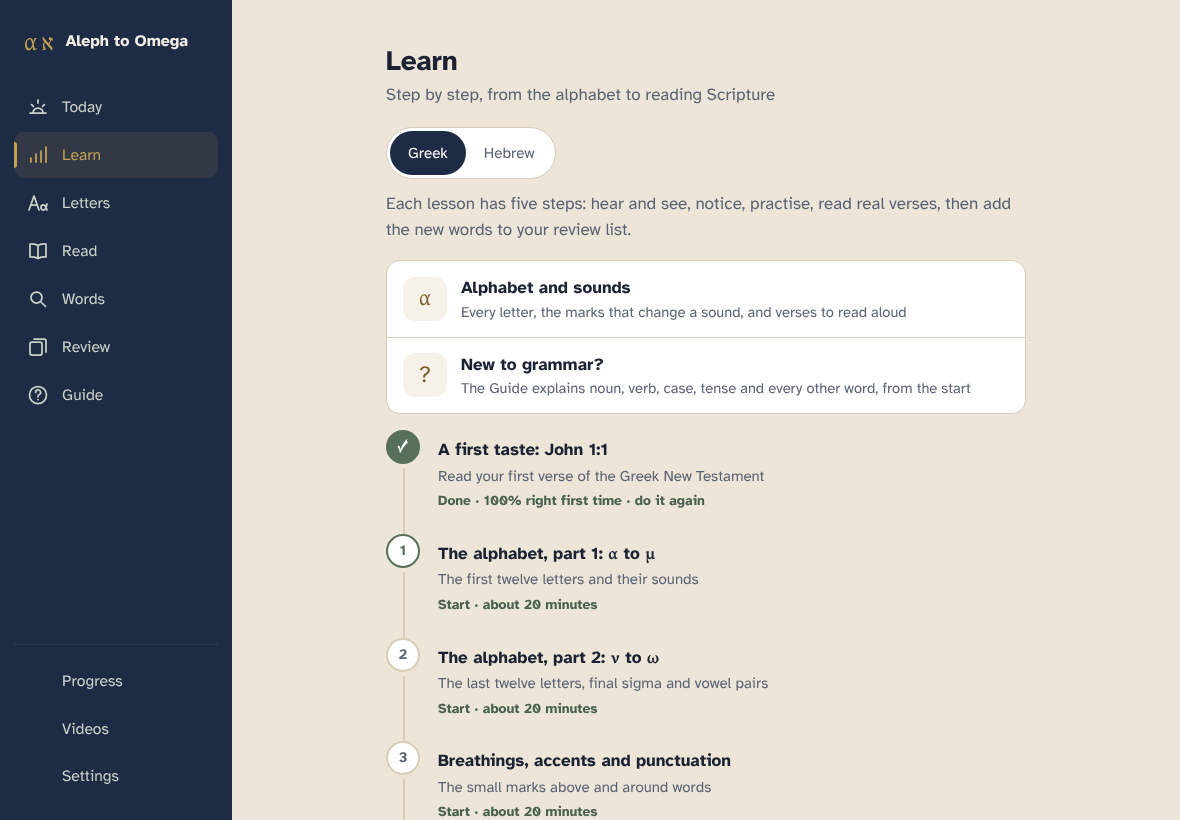 α א Aleph to Omega
Today
Learn
Letters
Read
Words
Review
Guide
Progress
Videos
Settings
Learn
Step by step, from the alphabet to reading Scripture
Greek Hebrew
Each lesson has five steps: hear and see, notice, practise, read real verses, then add
the new words to your review list.
α
Alphabet and sounds
Every letter, the marks that change a sound, and verses to read aloud
?
New to grammar?
The Guide explains noun, verb, case, tense and every other word, from the start
✓
A first taste: John 1:1
Read your first verse of the Greek New Testament
Done · 100% right first time · do it again
1
The alphabet, part 1: α to μ
The first twelve letters and their sounds
Start · about 20 minutes
2
The alphabet, part 2: ν to ω
The last twelve letters, final sigma and vowel pairs
Start · about 20 minutes
3
Breathings, accents and punctuation
The small marks above and around words
Start · about 20 minutes